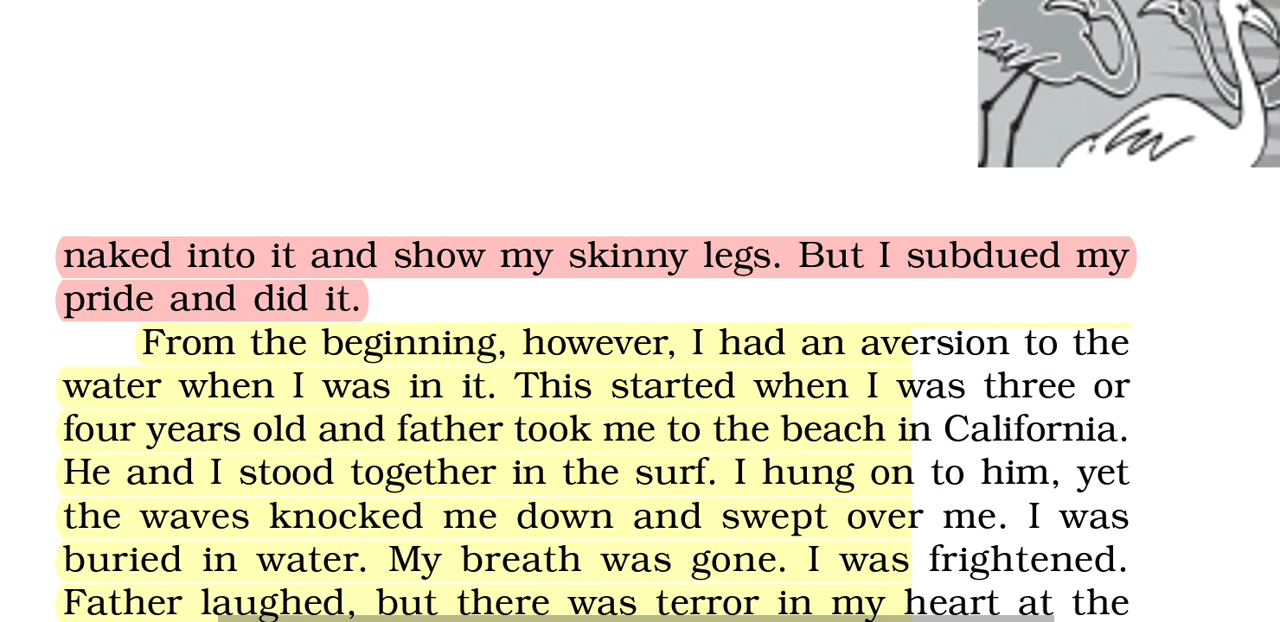 naked into it and show my skinny legs. But I subdued my
pride and did it.
From the beginning, however, I had an aversion to the
water when I was in it. This started when I was three or
four years old and father took me to the beach in California.
He and I stood together in the surf. I hung on to him, yet
the waves knocked me down and swept over me. I was
buried in water. My breath was gone. I was frightened.
Father laughed, but there was terror in my heart at the